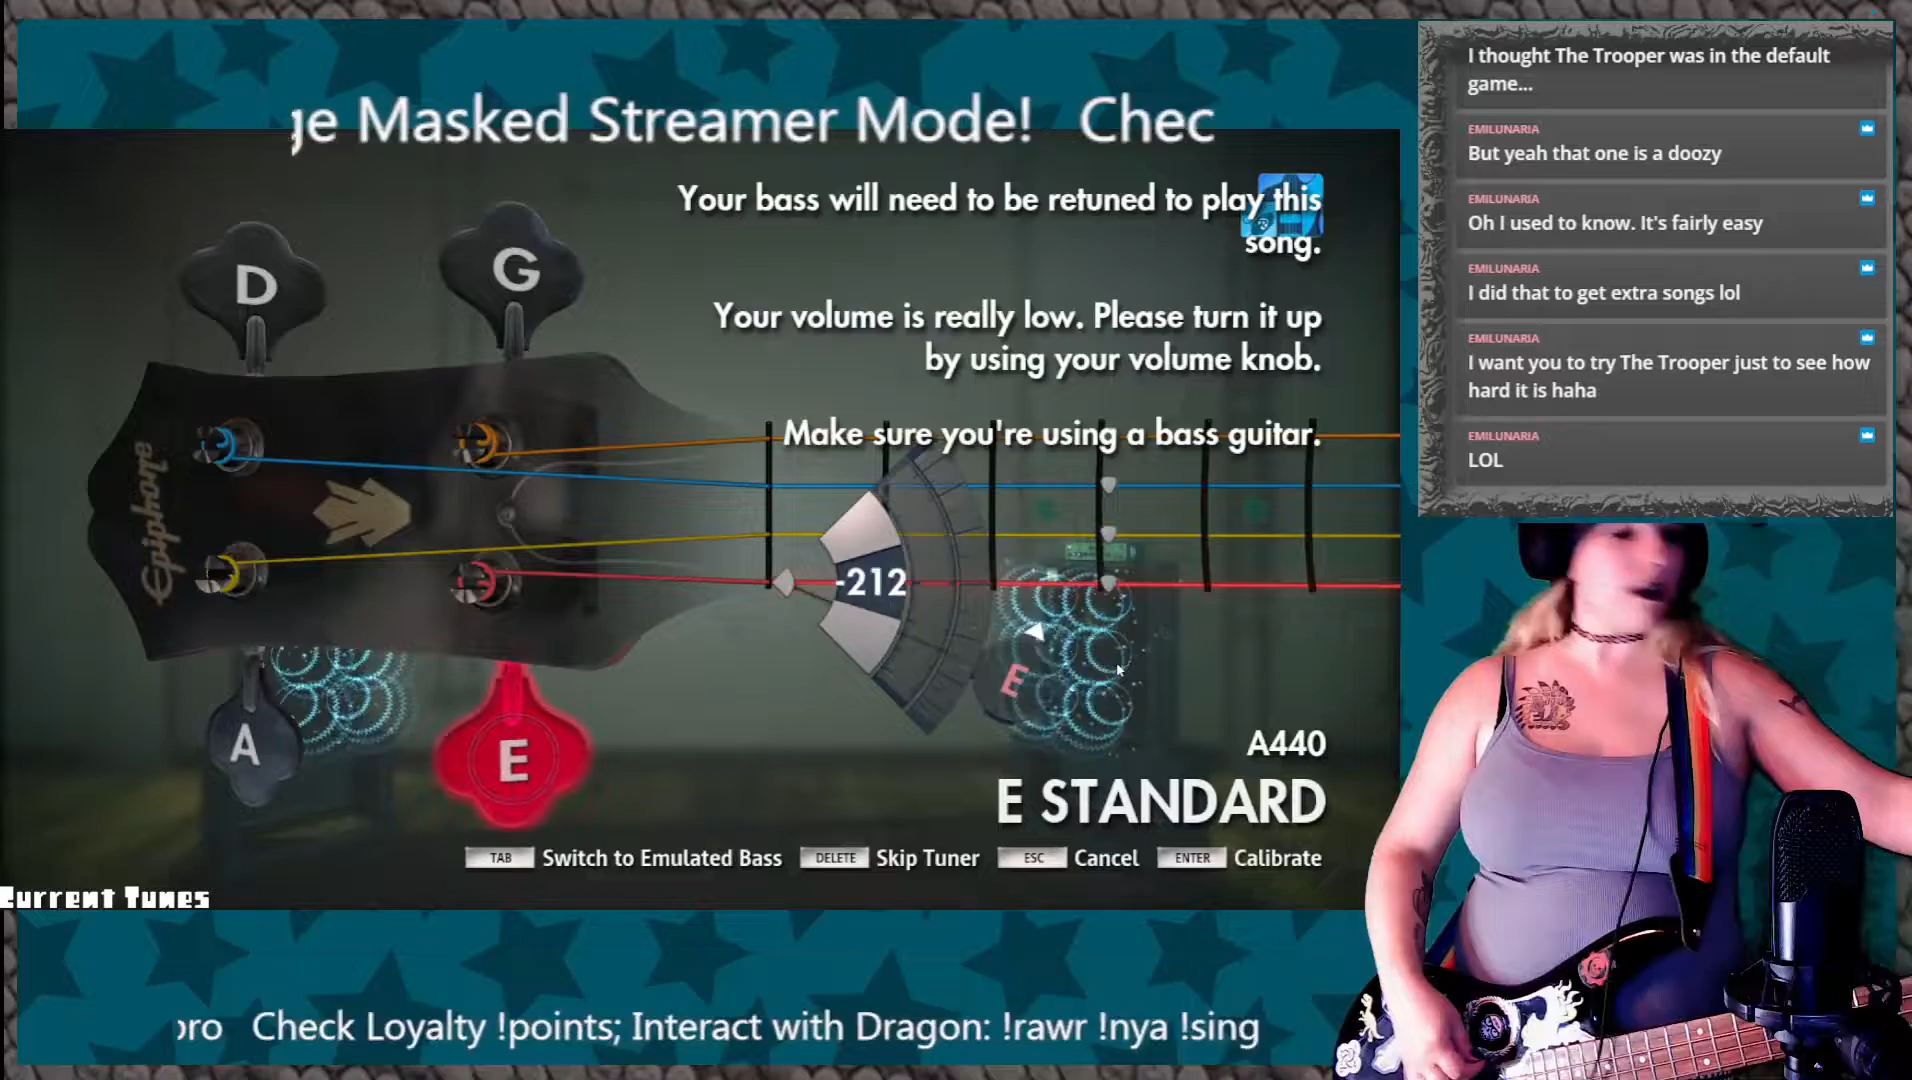 ge Masked Streamer Mode! Chec
Your bass will need to be retuned to play this
song.
Your volume is really low. Please turn it up
by using your volume knob.
Make sure you're using a bass guitar.
D
G
Epiphone
-212
E
A
E
A440
E STANDARD
TAB Switch to Emulated Bass DELETE Skip Tuner ESC Cancel ENTER Calibrate
Current Tunes
pro Check Loyalty !points; Interact with Dragon: !rawr !nya !sing
I thought The Trooper was in the default
game...
EMILUNARIA
But yeah that one is a doozy
EMILUNARIA
Oh I used to know. It's fairly easy
EMILUNARIA
I did that to get extra songs lol
EMILUNARIA
I want you to try The Trooper just to see how
hard it is haha
EMILUNARIA
LOL